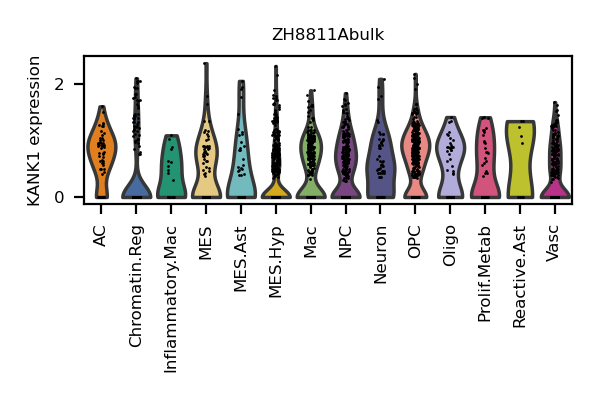 ZH8811Abulk
KANK1 expression
2
0
AC
Chromatin.Reg
Inflammatory.Mac
MES
MES.Ast
MES.Hyp
Mac
NPC
Neuron
OPC
Oligo
Prolif.Metab
Reactive.Ast
Vasc